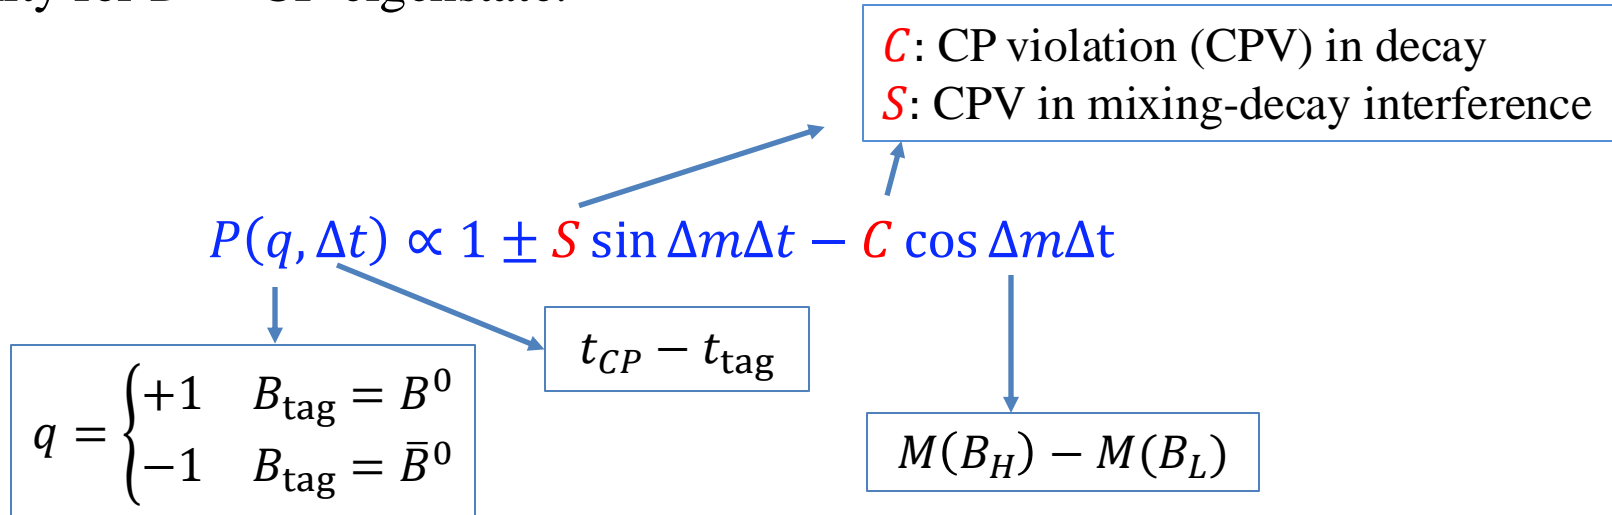 C: CP violation (CPV) in decay
S: CPV in mixing-decay interference
P(q, Δt) ∝ 1 ± S sin ΔmΔt − C cos ΔmΔt
t_CP − t_tag
q = { +1 B_tag = B⁰
−1 B_tag = B̄⁰
M(B_H) − M(B_L)